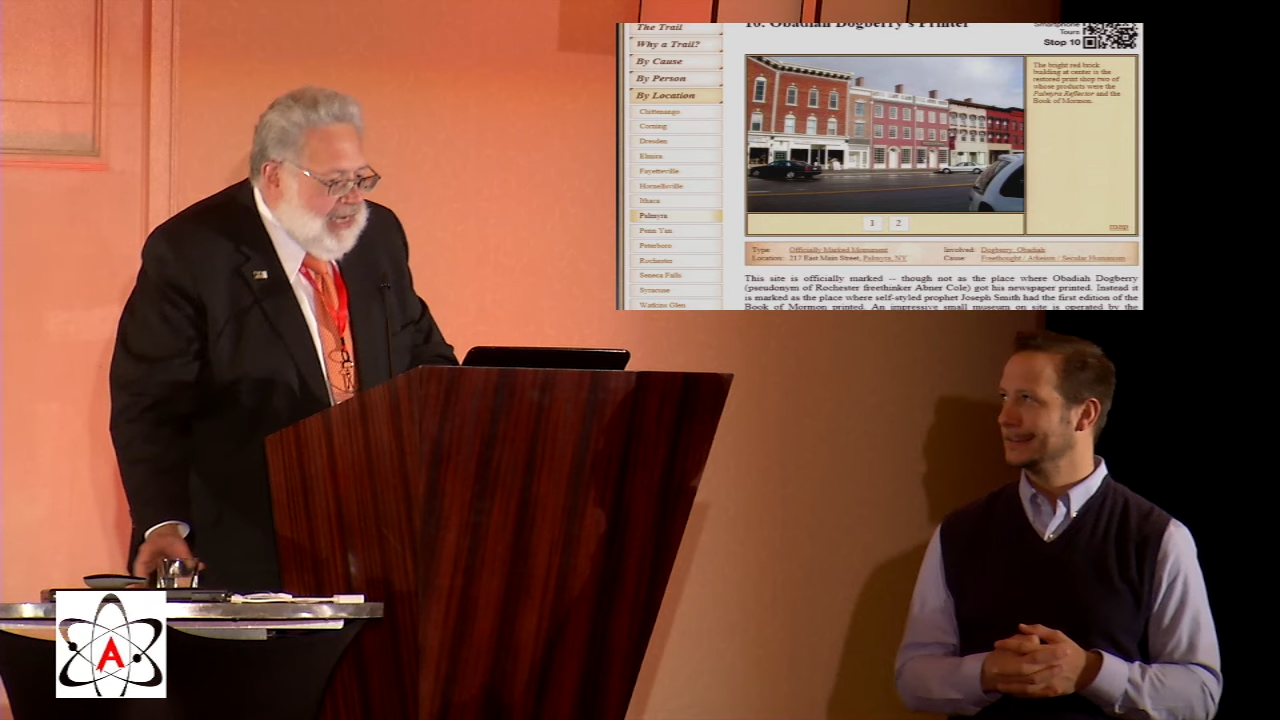 The Trail
Why a Trail?
By Cause
By Person
By Location
Chittenango
Corning
Dresden
Elmira
Fayetteville
Hornellsville
Ithaca
Palmyra
Penn Yan
Peterboro
Rochester
Seneca Falls
Syracuse
Watkins Glen
10. Obadiah Dogberry's Printer
Smartphone
Tours
Stop 10
The bright red brick
building at center is the
restored print shop two of
whose products were the
Palmyra Reflector and the
Book of Mormon.
1 2
Type: Officially Marked Monument
Location: 217 East Main Street, Palmyra, NY
Involved: Dogberry, Obadiah
Cause: Freethought / Atheism / Secular Humanism
This site is officially marked -- though not as the place where Obadiah Dogberry
(pseudonym of Rochester freethinker Abner Cole) got his newspaper printed. Instead it
is marked as the place where self-styled prophet Joseph Smith had the first edition of the
Book of Mormon printed. An impressive small museum on site is operated by the
A